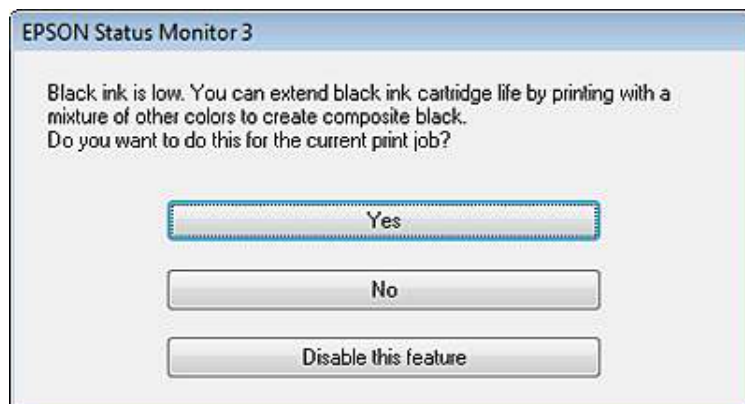 EPSON Status Monitor 3
Black ink is low. You can extend black ink cartridge life by printing with a
mixture of other colors to create composite black.
Do you want to do this for the current print job?
Yes
No
Disable this feature